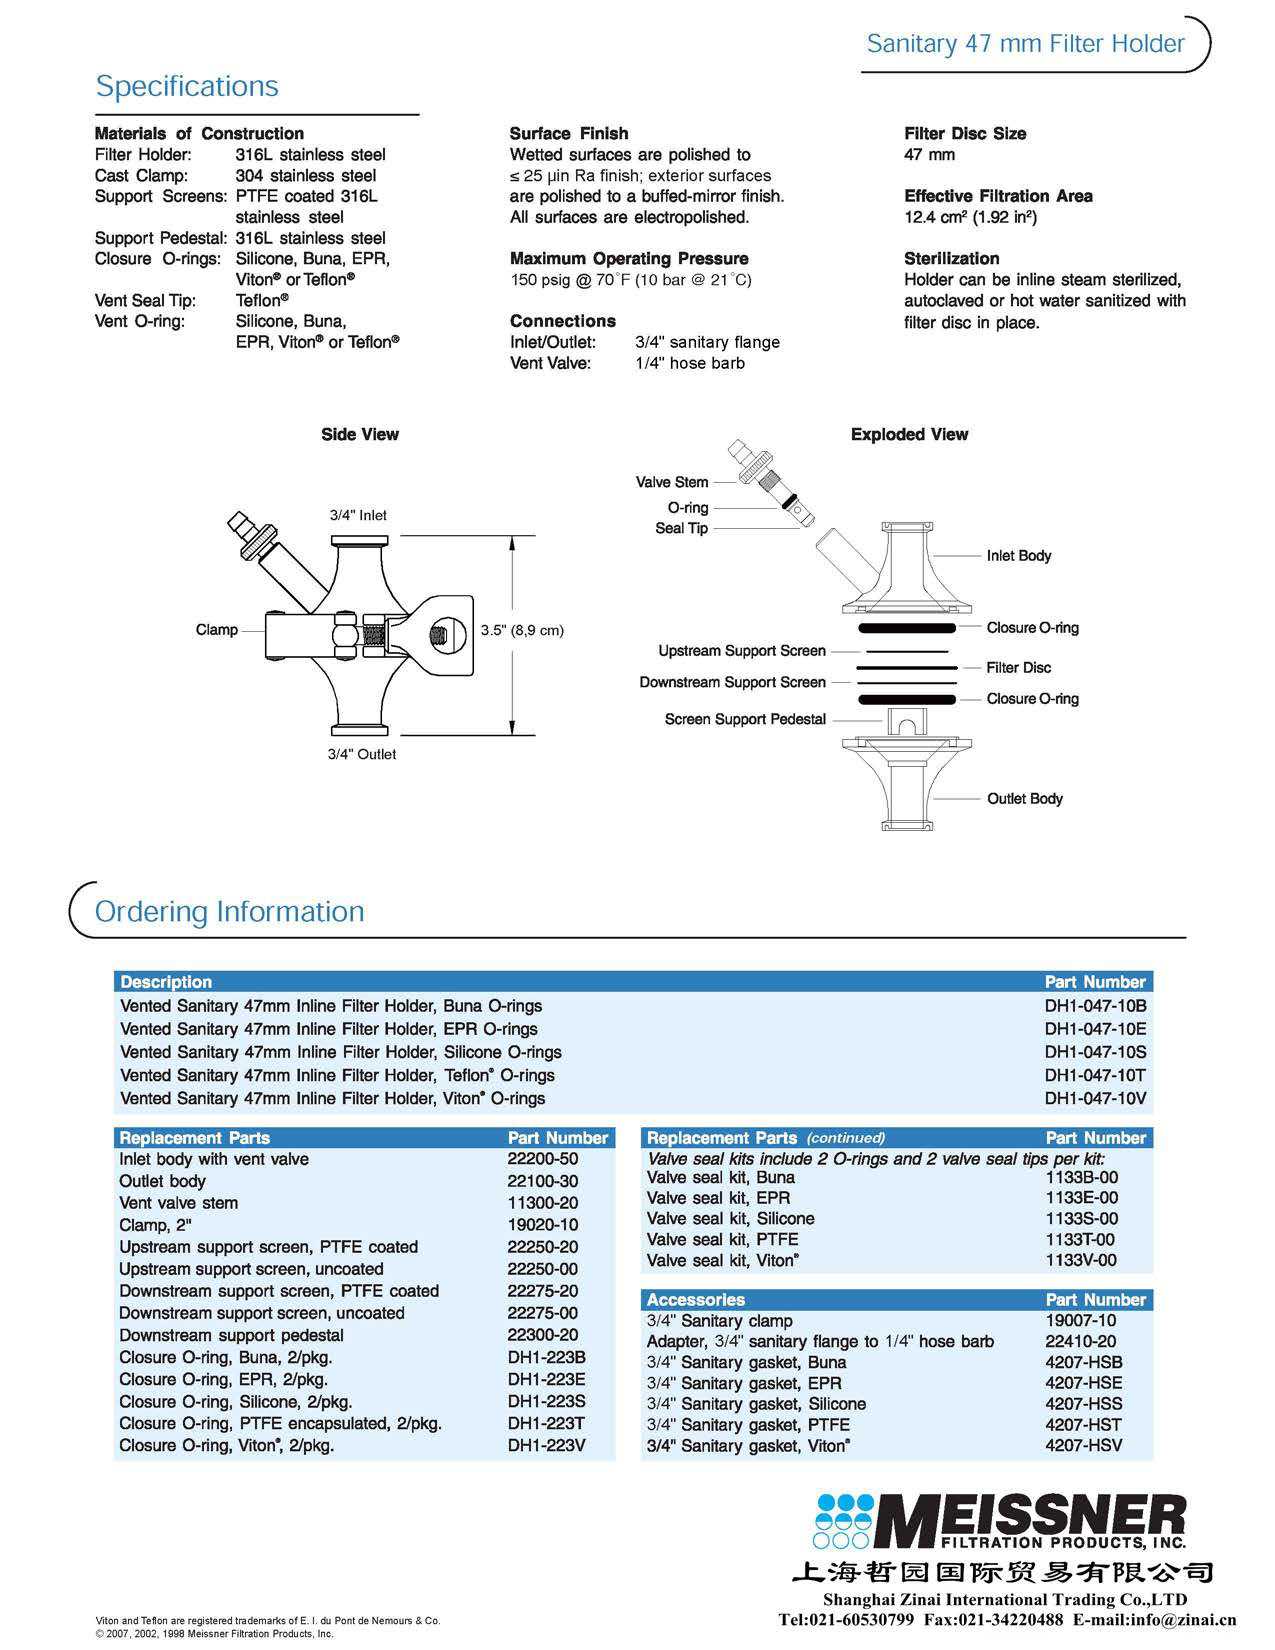 Sanitary 47 mm Filter Holder
Specifications
Materials of Construction
Filter Holder: 316L stainless steel
Cast Clamp: 304 stainless steel
Support Screens: PTFE coated 316L
stainless steel
Support Pedestal: 316L stainless steel
Closure O-rings: Silicone, Buna, EPR,
Viton® or Teflon®
Vent Seal Tip: Teflon®
Vent O-ring: Silicone, Buna,
EPR, Viton® or Teflon®
Surface Finish
Wetted surfaces are polished to
≤ 25 µin Ra finish; exterior surfaces
are polished to a buffed-mirror finish.
All surfaces are electropolished.
Maximum Operating Pressure
150 psig @ 70°F (10 bar @ 21°C)
Connections
Inlet/Outlet: 3/4" sanitary flange
Vent Valve: 1/4" hose barb
Filter Disc Size
47 mm
Effective Filtration Area
12.4 cm² (1.92 in²)
Sterilization
Holder can be inline steam sterilized,
autoclaved or hot water sanitized with
filter disc in place.
Side View
3/4" Inlet
Clamp
3.5" (8,9 cm)
3/4" Outlet
Exploded View
Valve Stem
O-ring
Seal Tip
Inlet Body
Closure O-ring
Upstream Support Screen
Filter Disc
Downstream Support Screen
Closure O-ring
Screen Support Pedestal
Outlet Body
Ordering Information
Description Part Number
Vented Sanitary 47mm Inline Filter Holder, Buna O-rings DH1-047-10B
Vented Sanitary 47mm Inline Filter Holder, EPR O-rings DH1-047-10E
Vented Sanitary 47mm Inline Filter Holder, Silicone O-rings DH1-047-10S
Vented Sanitary 47mm Inline Filter Holder, Teflon® O-rings DH1-047-10T
Vented Sanitary 47mm Inline Filter Holder, Viton® O-rings DH1-047-10V
Replacement Parts Part Number
Inlet body with vent valve 22200-50
Outlet body 22100-30
Vent valve stem 11300-20
Clamp, 2" 19020-10
Upstream support screen, PTFE coated 22250-20
Upstream support screen, uncoated 22250-00
Downstream support screen, PTFE coated 22275-20
Downstream support screen, uncoated 22275-00
Downstream support pedestal 22300-20
Closure O-ring, Buna, 2/pkg. DH1-223B
Closure O-ring, EPR, 2/pkg. DH1-223E
Closure O-ring, Silicone, 2/pkg. DH1-223S
Closure O-ring, PTFE encapsulated, 2/pkg. DH1-223T
Closure O-ring, Viton®, 2/pkg. DH1-223V
Replacement Parts (continued) Part Number
Valve seal kits include 2 O-rings and 2 valve seal tips per kit:
Valve seal kit, Buna 1133B-00
Valve seal kit, EPR 1133E-00
Valve seal kit, Silicone 1133S-00
Valve seal kit, PTFE 1133T-00
Valve seal kit, Viton® 1133V-00
Accessories Part Number
3/4" Sanitary clamp 19007-10
Adapter, 3/4" sanitary flange to 1/4" hose barb 22410-20
3/4" Sanitary gasket, Buna 4207-HSB
3/4" Sanitary gasket, EPR 4207-HSE
3/4" Sanitary gasket, Silicone 4207-HSS
3/4" Sanitary gasket, PTFE 4207-HST
3/4" Sanitary gasket, Viton® 4207-HSV
MEISSNER
FILTRATION PRODUCTS, INC.
上海哲园国际贸易有限公司
Shanghai Zinai International Trading Co.,LTD
Tel:021-60530799 Fax:021-34220488 E-mail:info@zinai.cn
Viton and Teflon are registered trademarks of E. I. du Pont de Nemours & Co.
© 2007, 2002, 1998 Meissner Filtration Products, Inc.